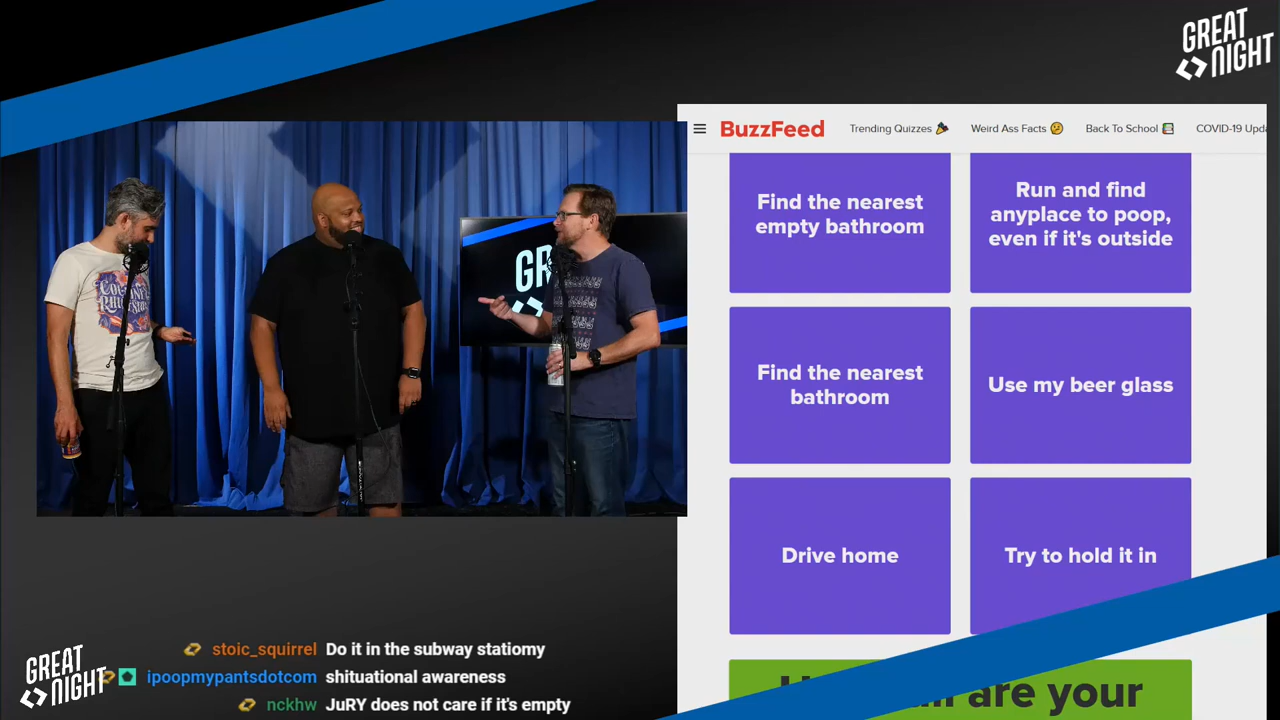 GREAT
NIGHT
BuzzFeed
Trending Quizzes
Weird Ass Facts
Back To School
COVID-19
Find the nearest
empty bathroom
Run and find
anyplace to poop,
even if it's outside
Find the nearest
bathroom
Use my beer glass
Drive home
Try to hold it in
are your
stoic_squirrel Do it in the subway stationy
ipoopmypantsdotcom shituational awareness
nckhw JuRY does not care if it's empty
GREAT
NIGHT